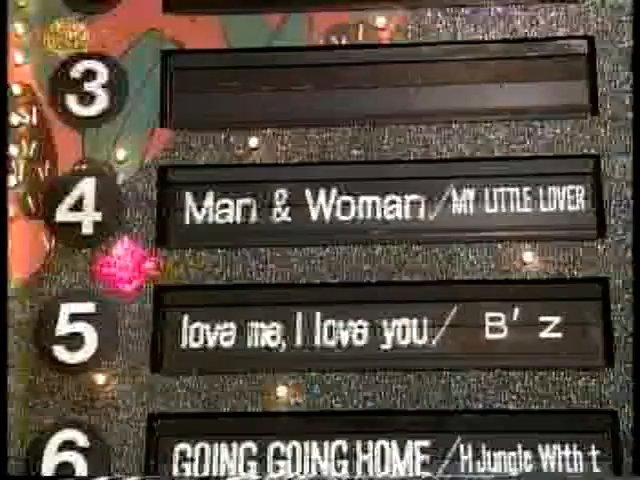 3
4 Man & Woman/MY LITTLE LOVER
5 love me, I love you/ B'z
6 GOING GOING HOME/H Jungle With t